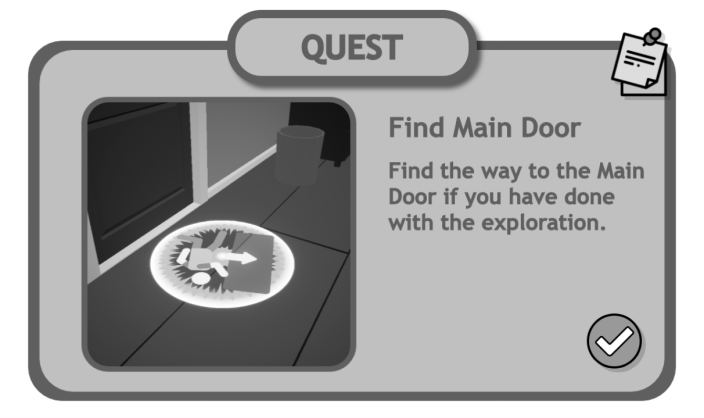 QUEST
Find Main Door
Find the way to the Main
Door if you have done
with the exploration.